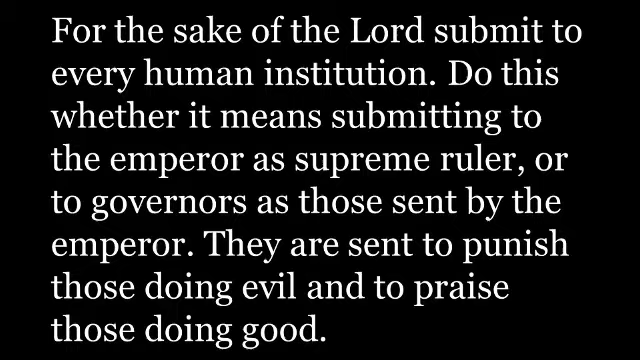 For the sake of the Lord submit to
every human institution. Do this
whether it means submitting to
the emperor as supreme ruler, or
to governors as those sent by the
emperor. They are sent to punish
those doing evil and to praise
those doing good.